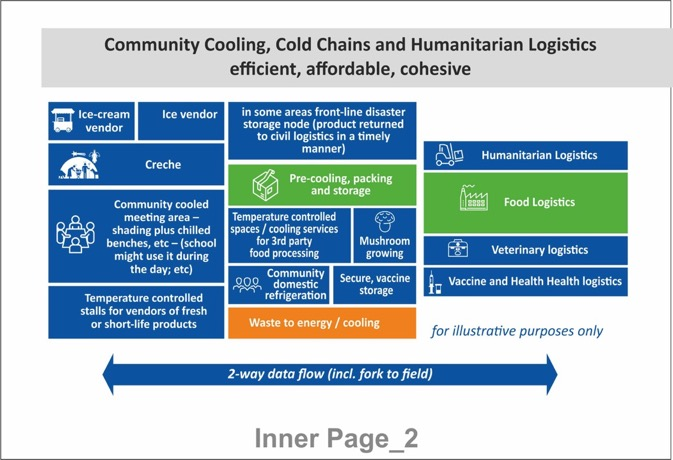 Community Cooling, Cold Chains and Humanitarian Logistics
efficient, affordable, cohesive
Ice-cream
vendor
Ice vendor
Creche
Community cooled
meeting area –
shading plus chilled
benches, etc – (school
might use it during
the day; etc)
Temperature controlled
stalls for vendors of fresh
or short-life products
in some areas front-line disaster
storage node (product returned
to civil logistics in a timely
manner)
Pre-cooling, packing
and storage
Temperature controlled
spaces / cooling services
for 3rd party
food processing
Mushroom
growing
Community
domestic
refrigeration
Secure, vaccine
storage
Waste to energy / cooling
Humanitarian Logistics
Food Logistics
Veterinary logistics
Vaccine and Health Health logistics
for illustrative purposes only
2-way data flow (incl. fork to field)
Inner Page_2